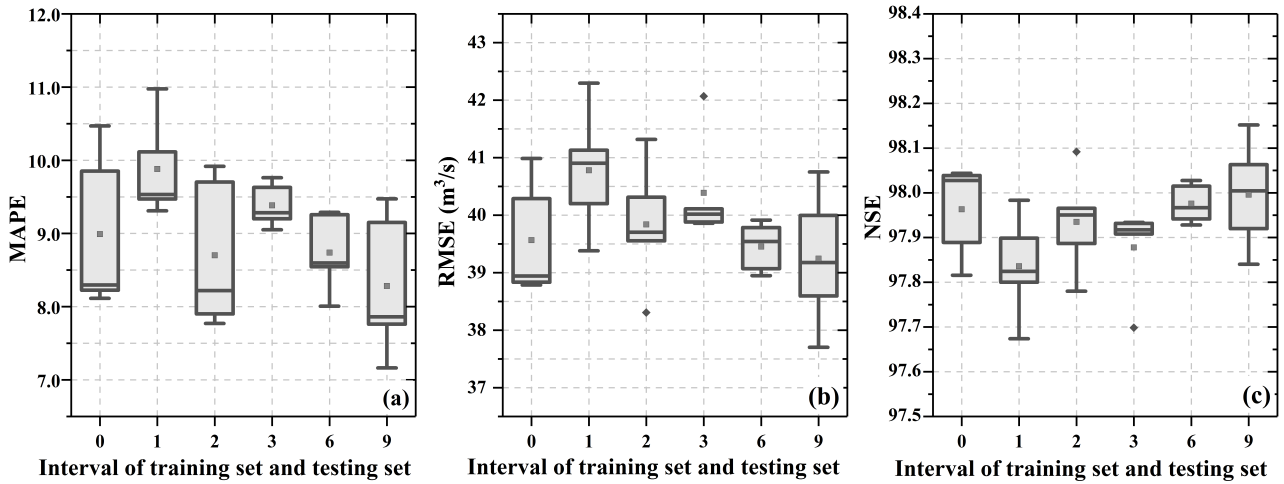 12.0
11.0
10.0
9.0
8.0
7.0
MAPE
0 1 2 3 6 9
Interval of training set and testing set
(a)
43
42
41
40
39
38
37
RMSE (m³/s)
0 1 2 3 6 9
Interval of training set and testing set
(b)
98.4
98.3
98.2
98.1
98.0
97.9
97.8
97.7
97.6
97.5
NSE
0 1 2 3 6 9
Interval of training set and testing set
(c)